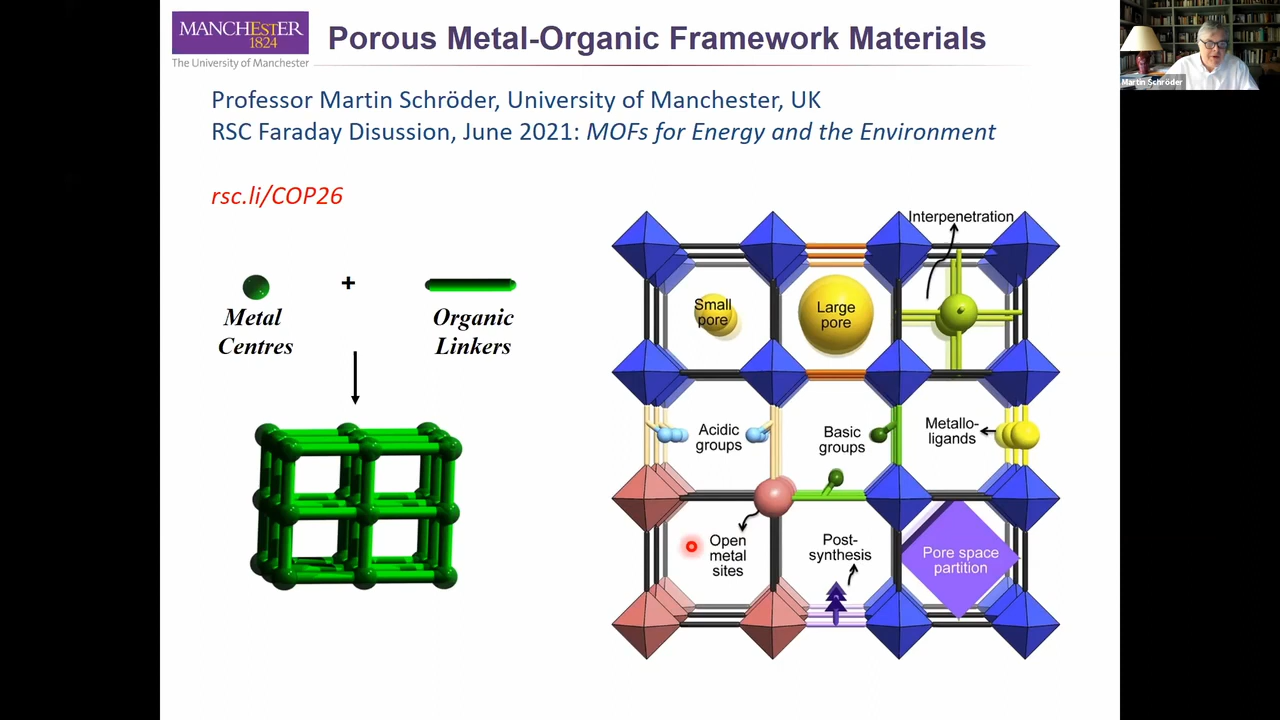 MANCHESTER
1824
The University of Manchester
Porous Metal-Organic Framework Materials
Martin Schröder
Professor Martin Schröder, University of Manchester, UK
RSC Faraday Disussion, June 2021: MOFs for Energy and the Environment
rsc.li/COP26
+
Metal
Centres
Organic
Linkers
Interpenetration
Small
pore
Large
pore
Acidic
groups
Basic
groups
Metallo-
ligands
Open
metal
sites
Post-
synthesis
Pore space
partition